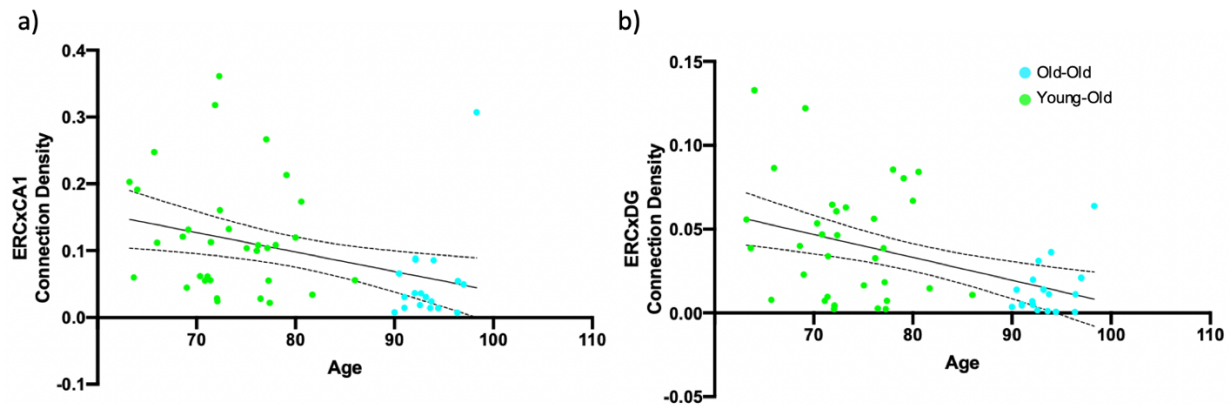 a)
ERCxCA1
Connection Density
0.4
0.3
0.2
0.1
0.0
-0.1
70
80
90
100
110
Age
b)
ERCxDG
Connection Density
0.15
0.10
0.05
0.00
-0.05
70
80
90
100
110
Age
Old-Old
Young-Old